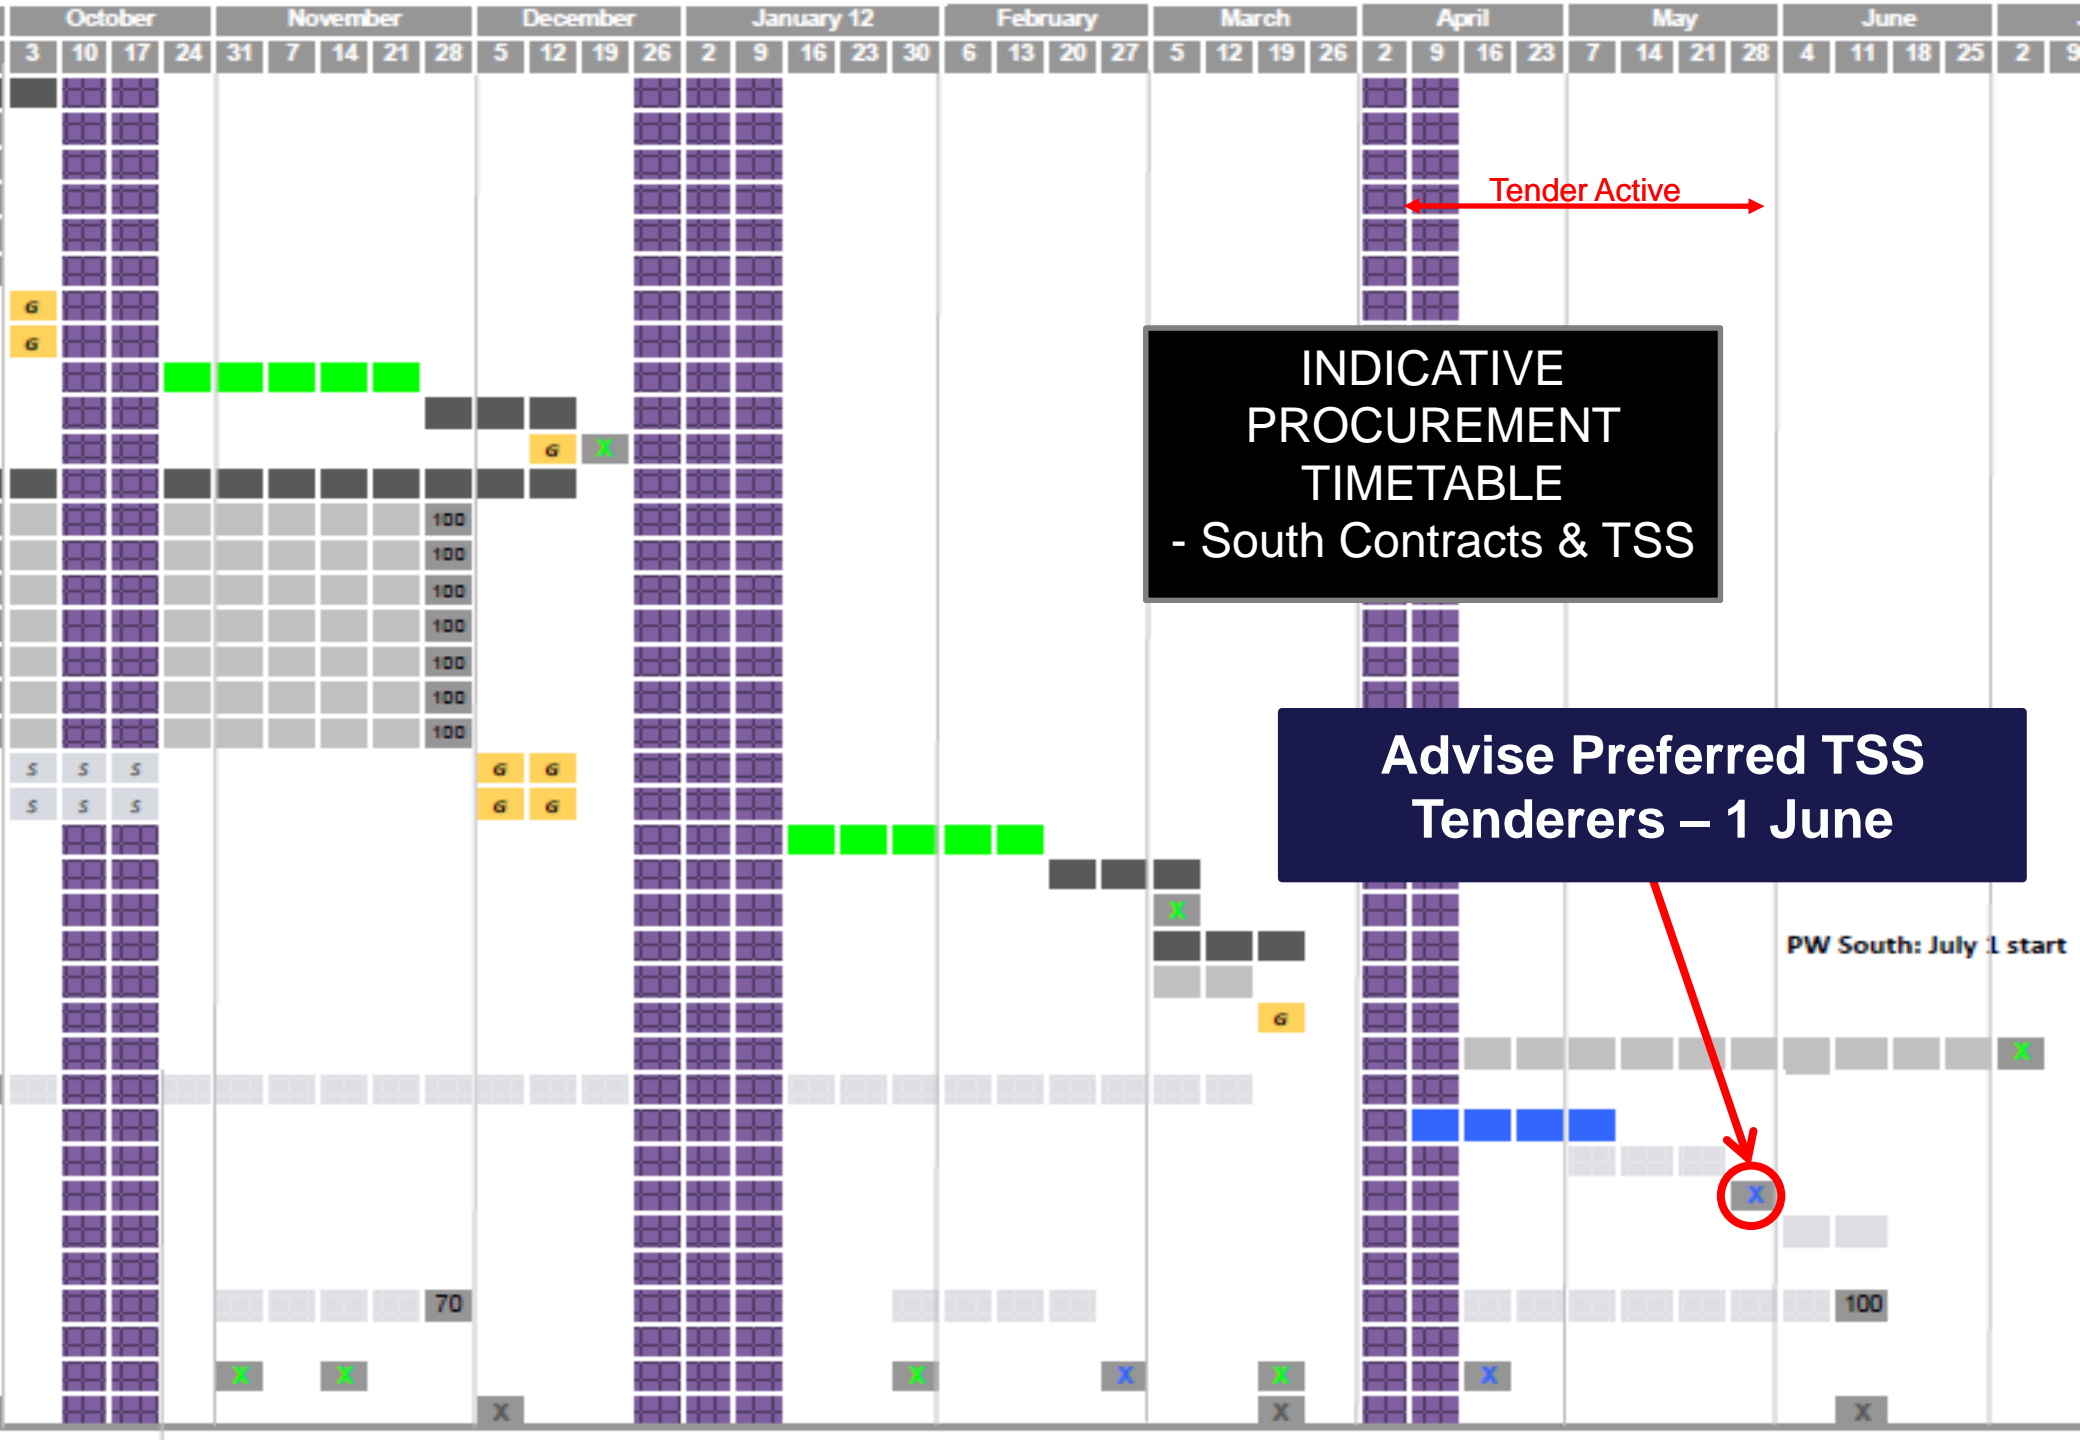 October November December January 12 February March April May June
3 10 17 24 31 7 14 21 28 5 12 19 26 2 9 16 23 30 6 13 20 27 5 12 19 26 2 9 16 23 7 14 21 28 4 11 18 25 2 9
Tender Active
G
G
INDICATIVE
PROCUREMENT
TIMETABLE
- South Contracts & TSS
G X
100
100
100
100
100
100
100
S S S G G
S S S G G
Advise Preferred TSS
Tenderers – 1 June
X
PW South: July 1 start
G
X
X
70 100
X X X X X X
X X X